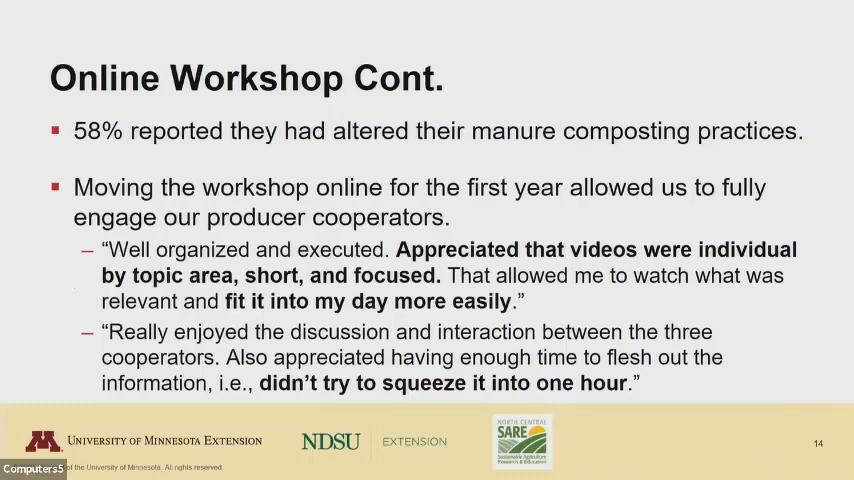 Online Workshop Cont.
58% reported they had altered their manure composting practices.
Moving the workshop online for the first year allowed us to fully
engage our producer cooperators.
– “Well organized and executed. Appreciated that videos were individual
by topic area, short, and focused. That allowed me to watch what was
relevant and fit it into my day more easily.”
– “Really enjoyed the discussion and interaction between the three
cooperators. Also appreciated having enough time to flesh out the
information, i.e., didn’t try to squeeze it into one hour.”
UNIVERSITY OF MINNESOTA EXTENSION
NDSU EXTENSION
NORTH CENTRAL
SARE
Sustainable Agriculture
Research & Education
14
Computers5
of the University of Minnesota. All rights reserved.